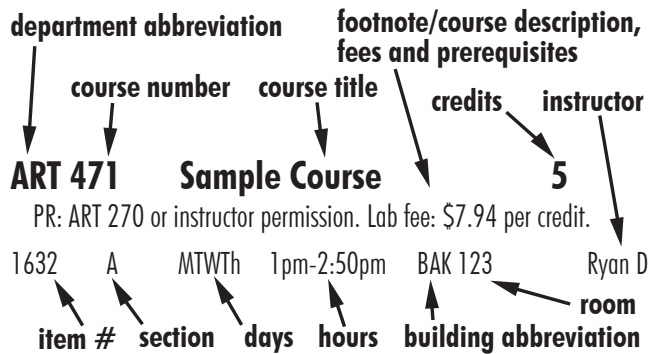 department abbreviation footnote/course description,
fees and prerequisites
course number course title credits instructor
ART 471 Sample Course 5
PR: ART 270 or instructor permission. Lab fee: $7.94 per credit.
1632 A MTWTh 1pm-2:50pm BAK 123 Ryan D
room
item # section days hours building abbreviation